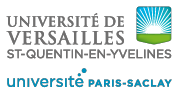 UNIVERSITÉ DE
VERSAILLES
ST-QUENTIN-EN-YVELINES
université PARIS-SACLAY